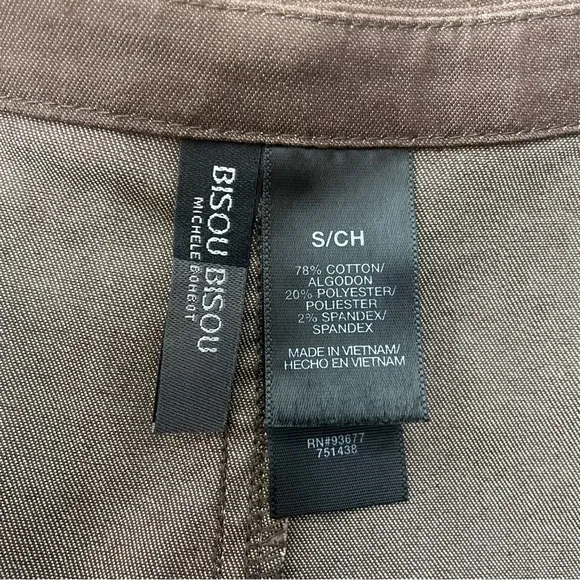 BISOU BISOU
MICHELE BOHBOT
S/CH
78% COTTON/
ALGODON
20% POLYESTER/
POLIESTER
2% SPANDEX/
SPANDEX
MADE IN VIETNAM/
HECHO EN VIETNAM
RN#93677
751438